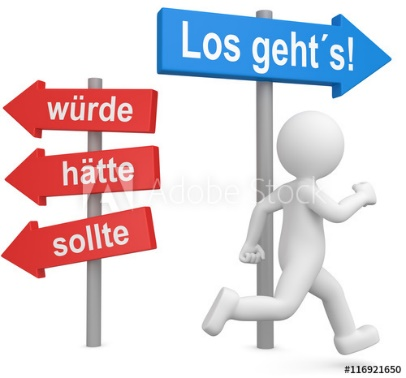 Los geht´s!
würde
hätte
sollte
Adobe Stock
#116921650